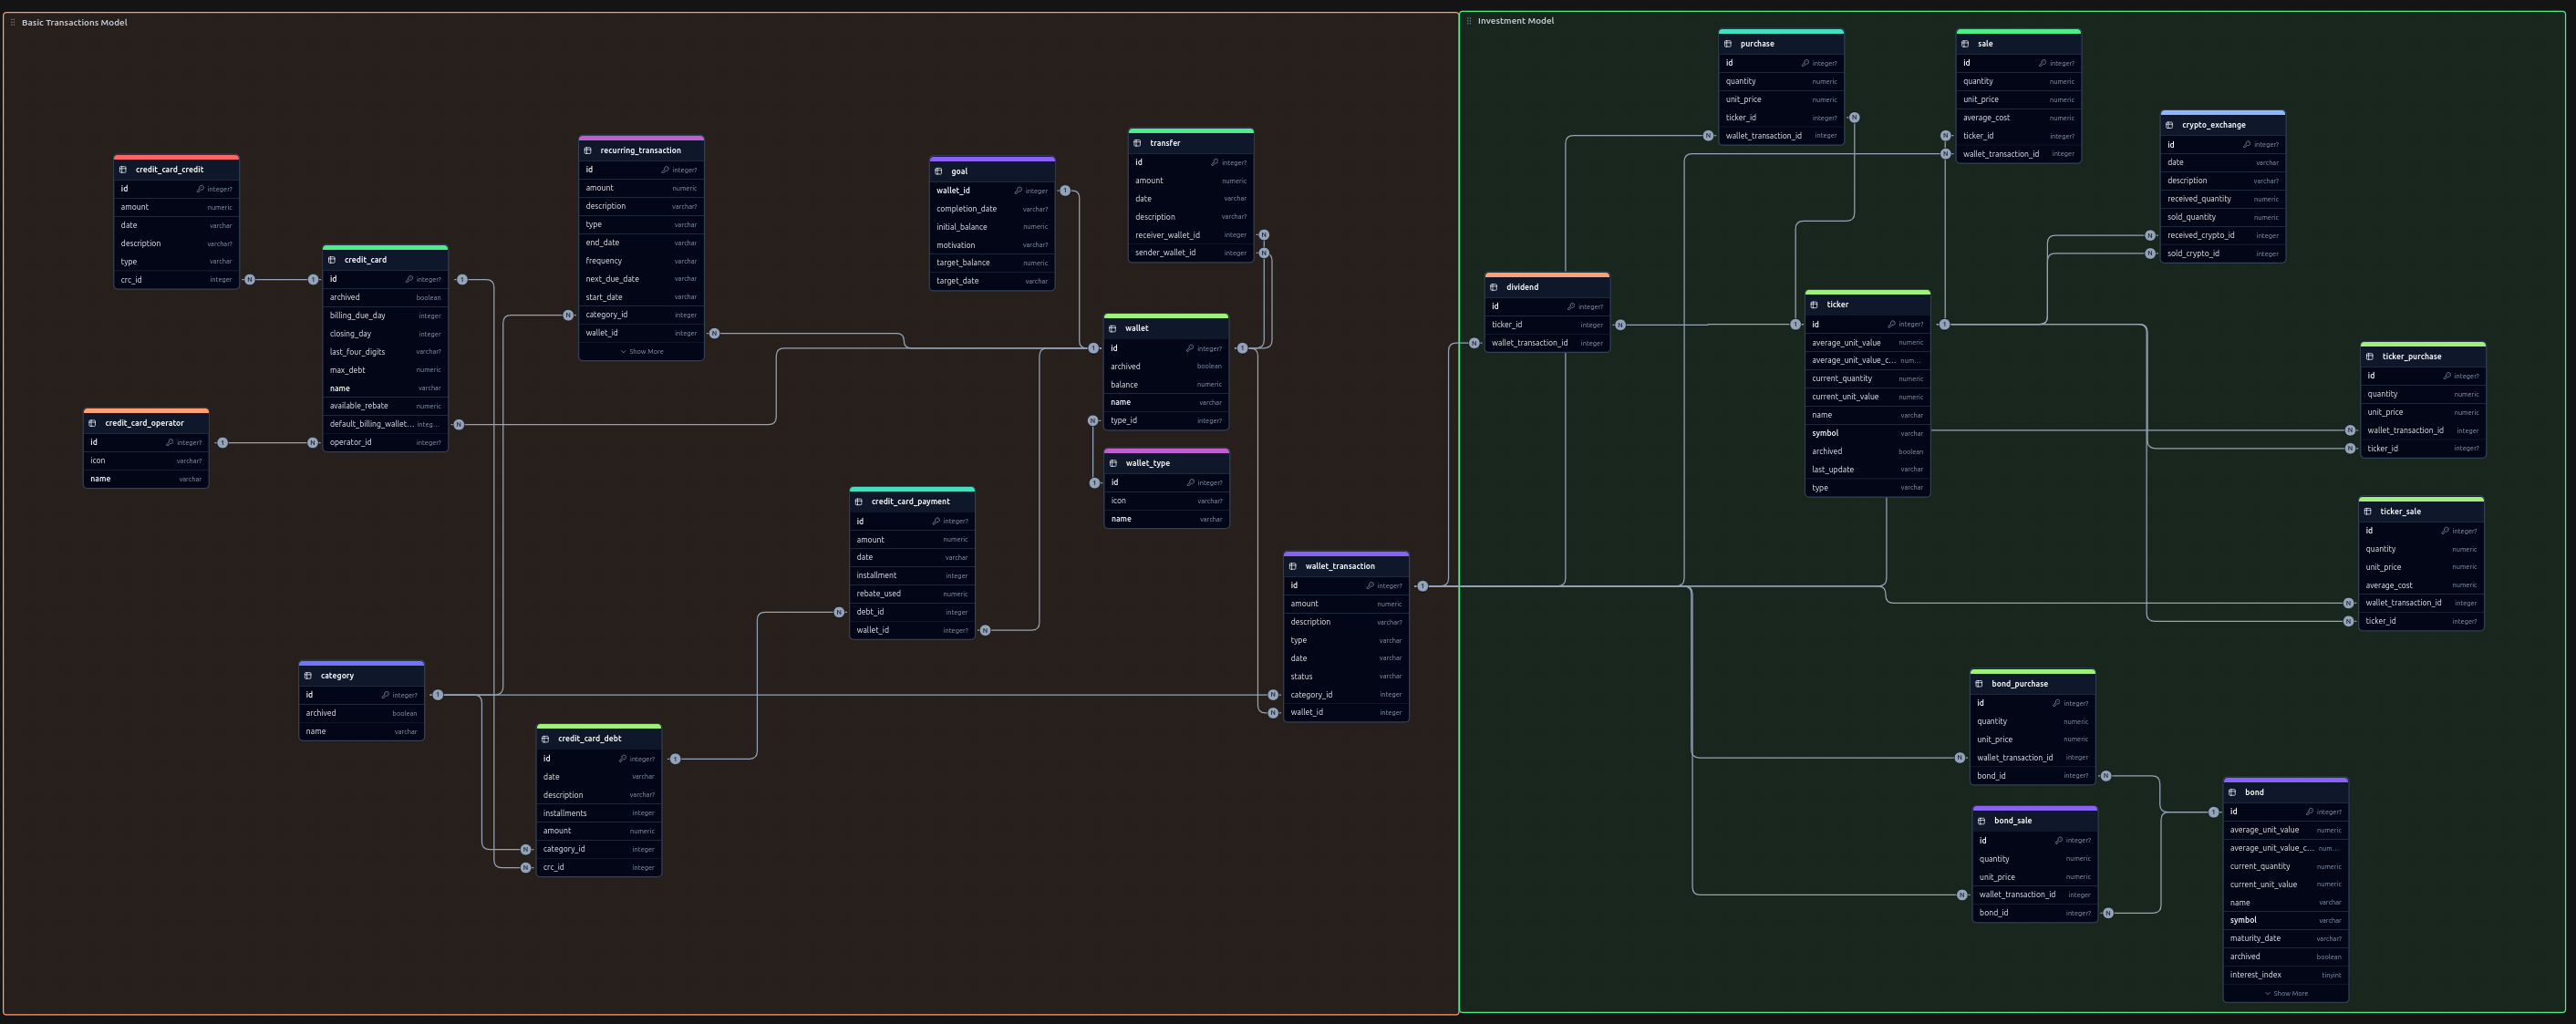 Basic Transactions Model
credit_card_credit
id integer?
amount numeric
date varchar
description varchar?
type varchar
crc_id integer
N
1
credit_card
id integer?
archived boolean
billing_due_day integer
closing_day integer
last_four_digits varchar?
max_debt numeric
name varchar
available_rebate numeric
default_billing_wallet... integ...
operator_id integer?
1
N
credit_card_operator
id integer?
icon varchar?
name varchar
1
N
recurring_transaction
id integer?
amount numeric
description varchar?
type varchar
end_date varchar
frequency varchar
next_due_date varchar
start_date varchar
category_id integer
wallet_id integer
Show More
N
N
goal
wallet_id integer
completion_date varchar?
initial_balance numeric
motivation varchar?
target_balance numeric
target_date varchar
1
transfer
id integer?
amount numeric
date varchar
description varchar?
receiver_wallet_id integer
sender_wallet_id integer
N
N
wallet
id integer?
archived boolean
balance numeric
name varchar
type_id integer?
1
1
N
wallet_type
id integer?
icon varchar?
name varchar
1
credit_card_payment
id integer?
amount numeric
date varchar
installment integer
rebate_used numeric
debt_id integer
wallet_id integer?
N
N
wallet_transaction
id integer?
amount numeric
description varchar?
type varchar
date varchar
status varchar
category_id integer
wallet_id integer
1
N
N
category
id integer?
archived boolean
name varchar
1
credit_card_debt
id integer?
date varchar
description varchar?
installments integer
amount numeric
category_id integer
crc_id integer
1
N
N
Investment Model
purchase
id integer?
quantity numeric
unit_price numeric
ticker_id integer?
wallet_transaction_id integer
N
N
sale
id integer?
quantity numeric
unit_price numeric
average_cost numeric
ticker_id integer?
wallet_transaction_id integer
N
N
crypto_exchange
id integer?
date varchar
description varchar?
received_quantity numeric
sold_quantity numeric
received_crypto_id integer
sold_crypto_id integer
N
N
dividend
id integer?
ticker_id integer
wallet_transaction_id integer
N
N
ticker
id integer?
average_unit_value numeric
average_unit_value_c... num...
current_quantity numeric
current_unit_value numeric
name varchar
symbol varchar
archived boolean
last_update varchar
type varchar
1
1
ticker_purchase
id integer?
quantity numeric
unit_price numeric
wallet_transaction_id integer
ticker_id integer?
N
N
ticker_sale
id integer?
quantity numeric
unit_price numeric
average_cost numeric
wallet_transaction_id integer
ticker_id integer?
N
N
bond_purchase
id integer?
quantity numeric
unit_price numeric
wallet_transaction_id integer
bond_id integer?
N
N
bond_sale
id integer?
quantity numeric
unit_price numeric
wallet_transaction_id integer
bond_id integer?
N
N
bond
id integer?
average_unit_value numeric
average_unit_value_c... num...
current_quantity numeric
current_unit_value numeric
name varchar
symbol varchar
maturity_date varchar?
archived boolean
interest_index tinyint
Show More
1